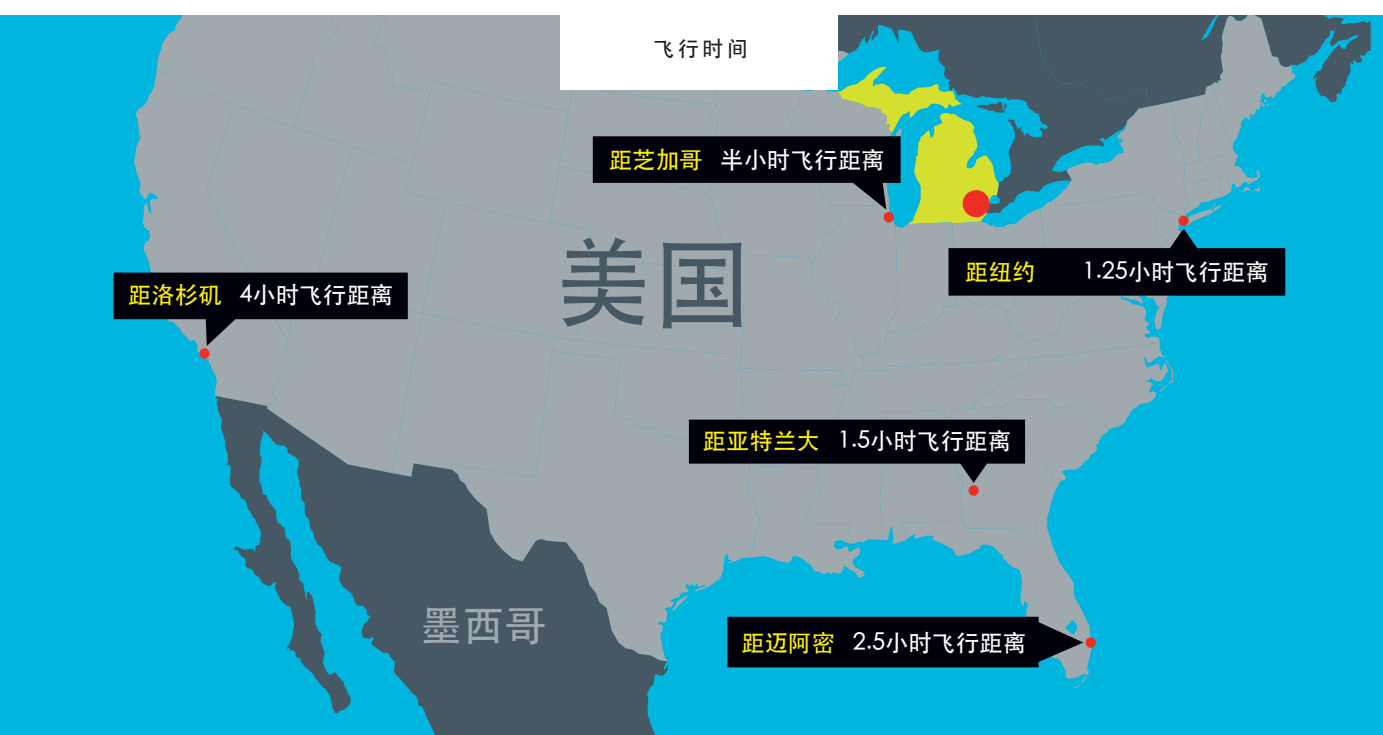 飞行时间
距芝加哥 半小时飞行距离
美国
距纽约 1.25小时飞行距离
距洛杉矶 4小时飞行距离
距亚特兰大 1.5小时飞行距离
墨西哥
距迈阿密 2.5小时飞行距离